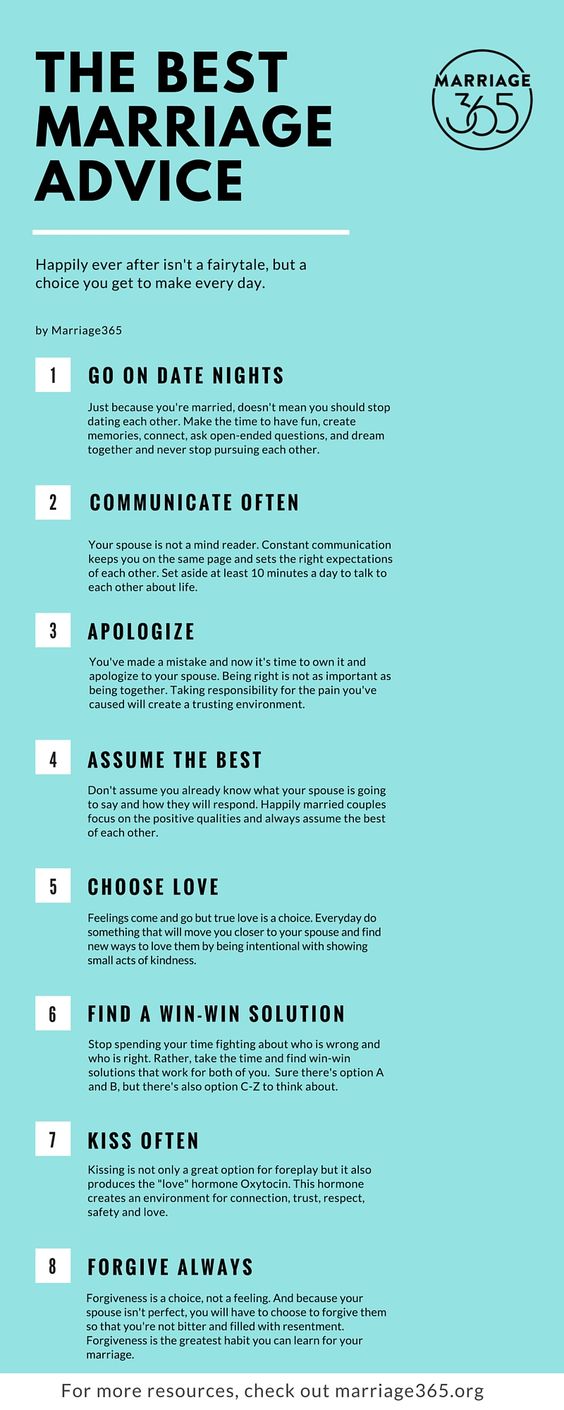 THE BEST
MARRIAGE
ADVICE
MARRIAGE
365
Happily ever after isn't a fairytale, but a
choice you get to make every day.
by Marriage365
1 GO ON DATE NIGHTS
Just because you're married, doesn't mean you should stop
dating each other. Make the time to have fun, create
memories, connect, ask open-ended questions, and dream
together and never stop pursuing each other.
2 COMMUNICATE OFTEN
Your spouse is not a mind reader. Constant communication
keeps you on the same page and sets the right expectations
of each other. Set aside at least 10 minutes a day to talk to
each other about life.
3 APOLOGIZE
You've made a mistake and now it's time to own it and
apologize to your spouse. Being right is not as important as
being together. Taking responsibility for the pain you've
caused will create a trusting environment.
4 ASSUME THE BEST
Don't assume you already know what your spouse is going
to say and how they will respond. Happily married couples
focus on the positive qualities and always assume the best
of each other.
5 CHOOSE LOVE
Feelings come and go but true love is a choice. Everyday do
something that will move you closer to your spouse and find
new ways to love them by being intentional with showing
small acts of kindness.
6 FIND A WIN-WIN SOLUTION
Stop spending your time fighting about who is wrong and
who is right. Rather, take the time and find win-win
solutions that work for both of you. Sure there's option A
and B, but there's also option C-Z to think about.
7 KISS OFTEN
Kissing is not only a great option for foreplay but it also
produces the "love" hormone Oxytocin. This hormone
creates an environment for connection, trust, respect,
safety and love.
8 FORGIVE ALWAYS
Forgiveness is a choice, not a feeling. And because your
spouse isn't perfect, you will have to choose to forgive them
so that you're not bitter and filled with resentment.
Forgiveness is the greatest habit you can learn for your
marriage.
For more resources, check out marriage365.org